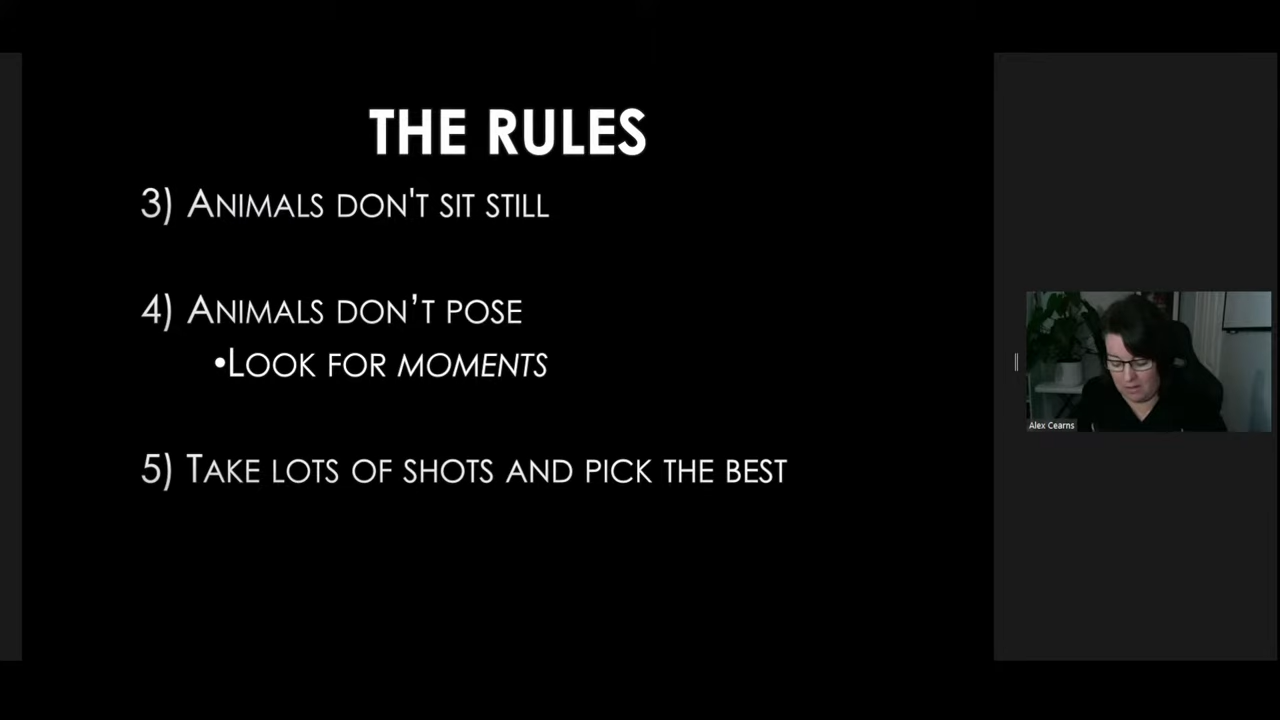 THE RULES
3) ANIMALS DON'T SIT STILL
4) ANIMALS DON’T POSE
•LOOK FOR MOMENTS
5) TAKE LOTS OF SHOTS AND PICK THE BEST
Alex Cearns